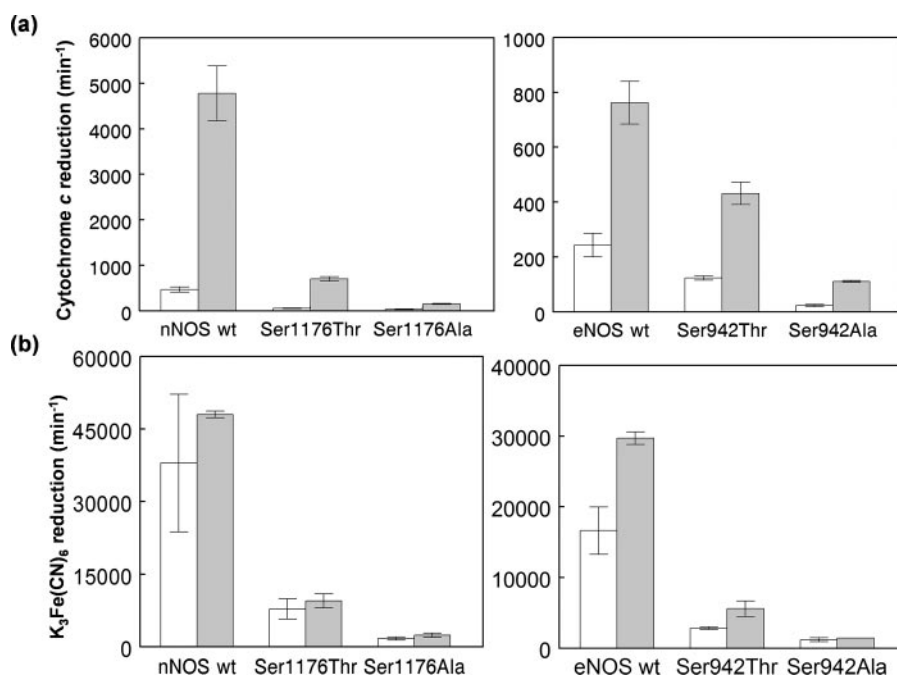 (a)
Cytochrome c reduction (min⁻¹)
6000
5000
4000
3000
2000
1000
0
nNOS wt Ser1176Thr Ser1176Ala
1000
800
600
400
200
0
eNOS wt Ser942Thr Ser942Ala
(b)
K₃Fe(CN)₆ reduction (min⁻¹)
60000
45000
30000
15000
0
nNOS wt Ser1176Thr Ser1176Ala
40000
30000
20000
10000
0
eNOS wt Ser942Thr Ser942Ala